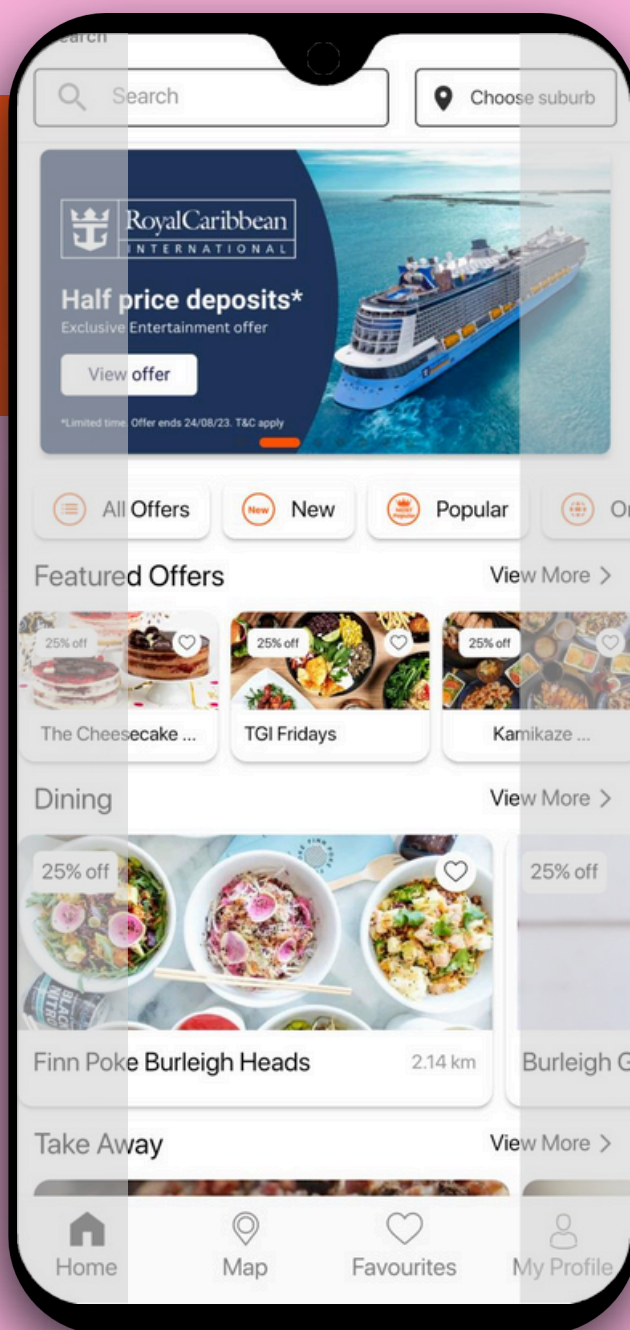 Search
Search
Choose suburb
RoyalCaribbean
INTERNATIONAL
Half price deposits*
Exclusive Entertainment offer
View offer
*Limited time. Offer ends 24/08/23. T&C apply
All Offers
New
New
Popular
Featured Offers
View More >
25% off
25% off
25% off
The Cheesecake ...
TGI Fridays
Kamikaze ...
Dining
View More >
25% off
25% off
Finn Poke Burleigh Heads
2.14 km
Burleigh G
Take Away
View More >
Home
Map
Favourites
My Profile